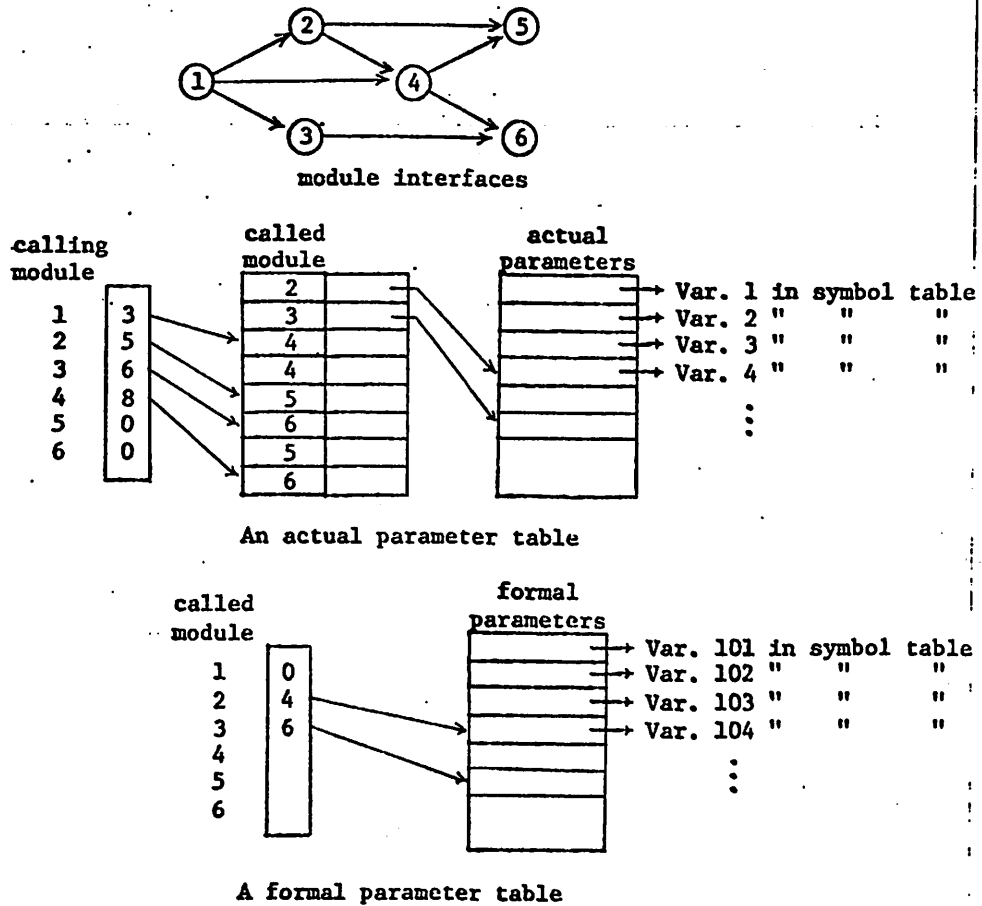 2 5
1 4
3 6
module interfaces
calling
module
called
module
actual
parameters
1 3
2 5
3 6
4 8
5 0
6 0
2
3
4
4
5
6
5
6
Var. 1 in symbol table
Var. 2 " " "
Var. 3 " " "
Var. 4 " " "
An actual parameter table
called
module
formal
parameters
1 0
2 4
3 6
4
5
6
Var. 101 in symbol table
Var. 102 " " "
Var. 103 " " "
Var. 104 " " "
A formal parameter table